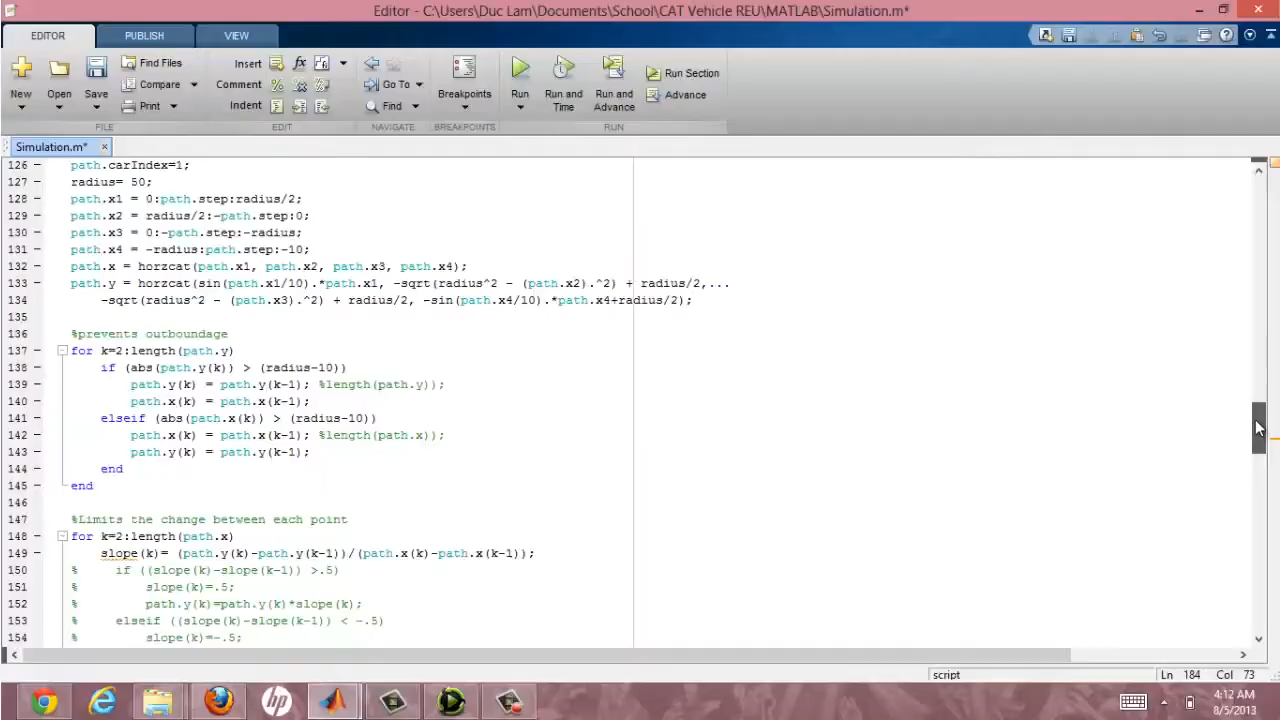 Editor - C:\Users\Duc Lam\Documents\School\CAT Vehicle REU\MATLAB\Simulation.m*
EDITOR PUBLISH VIEW
New Open Save Find Files Compare Print
Insert Comment Indent
Go To Find
Breakpoints
Run Run and Time Run and Advance Run Section Advance
FILE EDIT NAVIGATE BREAKPOINTS RUN
Simulation.m*
126 path.carIndex=1;
127 radius= 50;
128 path.x1 = 0:path.step:radius/2;
129 path.x2 = radius/2:-path.step:0;
130 path.x3 = 0:-path.step:-radius;
131 path.x4 = -radius:path.step:-10;
132 path.x = horzcat(path.x1, path.x2, path.x3, path.x4);
133 path.y = horzcat(sin(path.x1/10).*path.x1, -sqrt(radius^2 - (path.x2).^2) + radius/2,...
134 -sqrt(radius^2 - (path.x3).^2) + radius/2, -sin(path.x4/10).*path.x4+radius/2);
135
136 %prevents outboundage
137 for k=2:length(path.y)
138 if (abs(path.y(k)) > (radius-10))
139 path.y(k) = path.y(k-1); %length(path.y));
140 path.x(k) = path.x(k-1);
141 elseif (abs(path.x(k)) > (radius-10))
142 path.x(k) = path.x(k-1); %length(path.x));
143 path.y(k) = path.y(k-1);
144 end
145 end
146
147 %Limits the change between each point
148 for k=2:length(path.x)
149 slope(k)= (path.y(k)-path.y(k-1))/(path.x(k)-path.x(k-1));
150 % if ((slope(k)-slope(k-1)) >.5)
151 % slope(k)=.5;
152 % path.y(k)=path.y(k)*slope(k);
153 % elseif ((slope(k)-slope(k-1)) < -.5)
154 % slope(k)=-.5;
script Ln 184 Col 73
hp
4:12 AM
8/5/2013